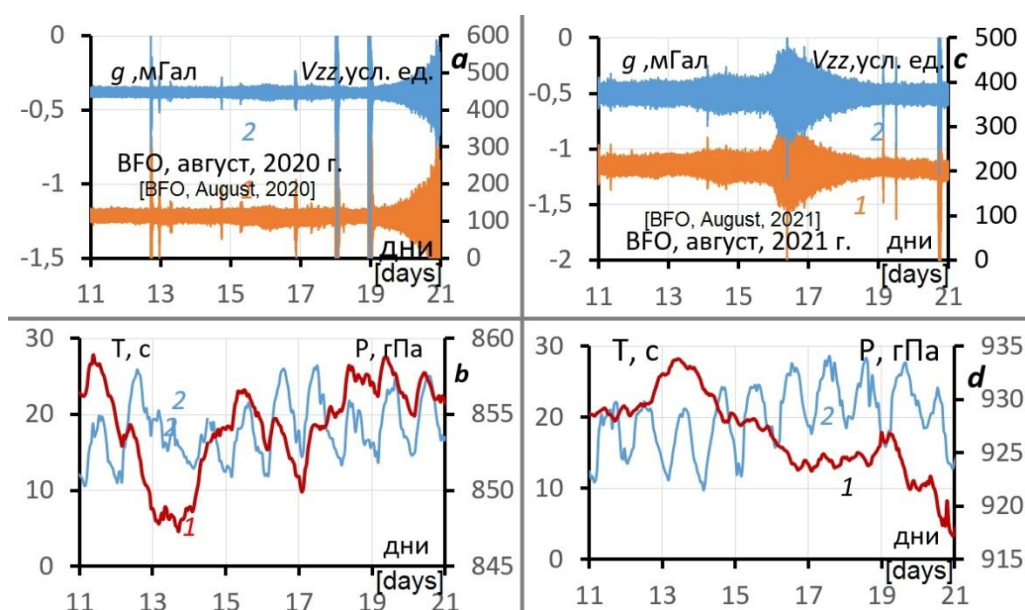 0
600
a
g ,мГал
Vzz,усл. ед.
500
-0,5
400
2
300
BFO, август, 2020 г.
-1
[BFO, August, 2020]
200
100
дни
-1,5
0
[days]
11 13 15 17 19 21
0
500
c
g ,мГал
Vzz,усл. ед.
400
-0,5
2
300
-1
200
1
-1,5
[BFO, August, 2021]
100
BFO, август, 2021 г.
дни
-2
0
[days]
11 13 15 17 19 21
30
860
T, с
P, гПа
b
2
2
20
855
10
850
1
дни
0
845
[days]
11 13 15 17 19 21
30
935
T, с
P, гПа
d
930
20
2
925
1
10
920
дни
0
915
[days]
11 13 15 17 19 21